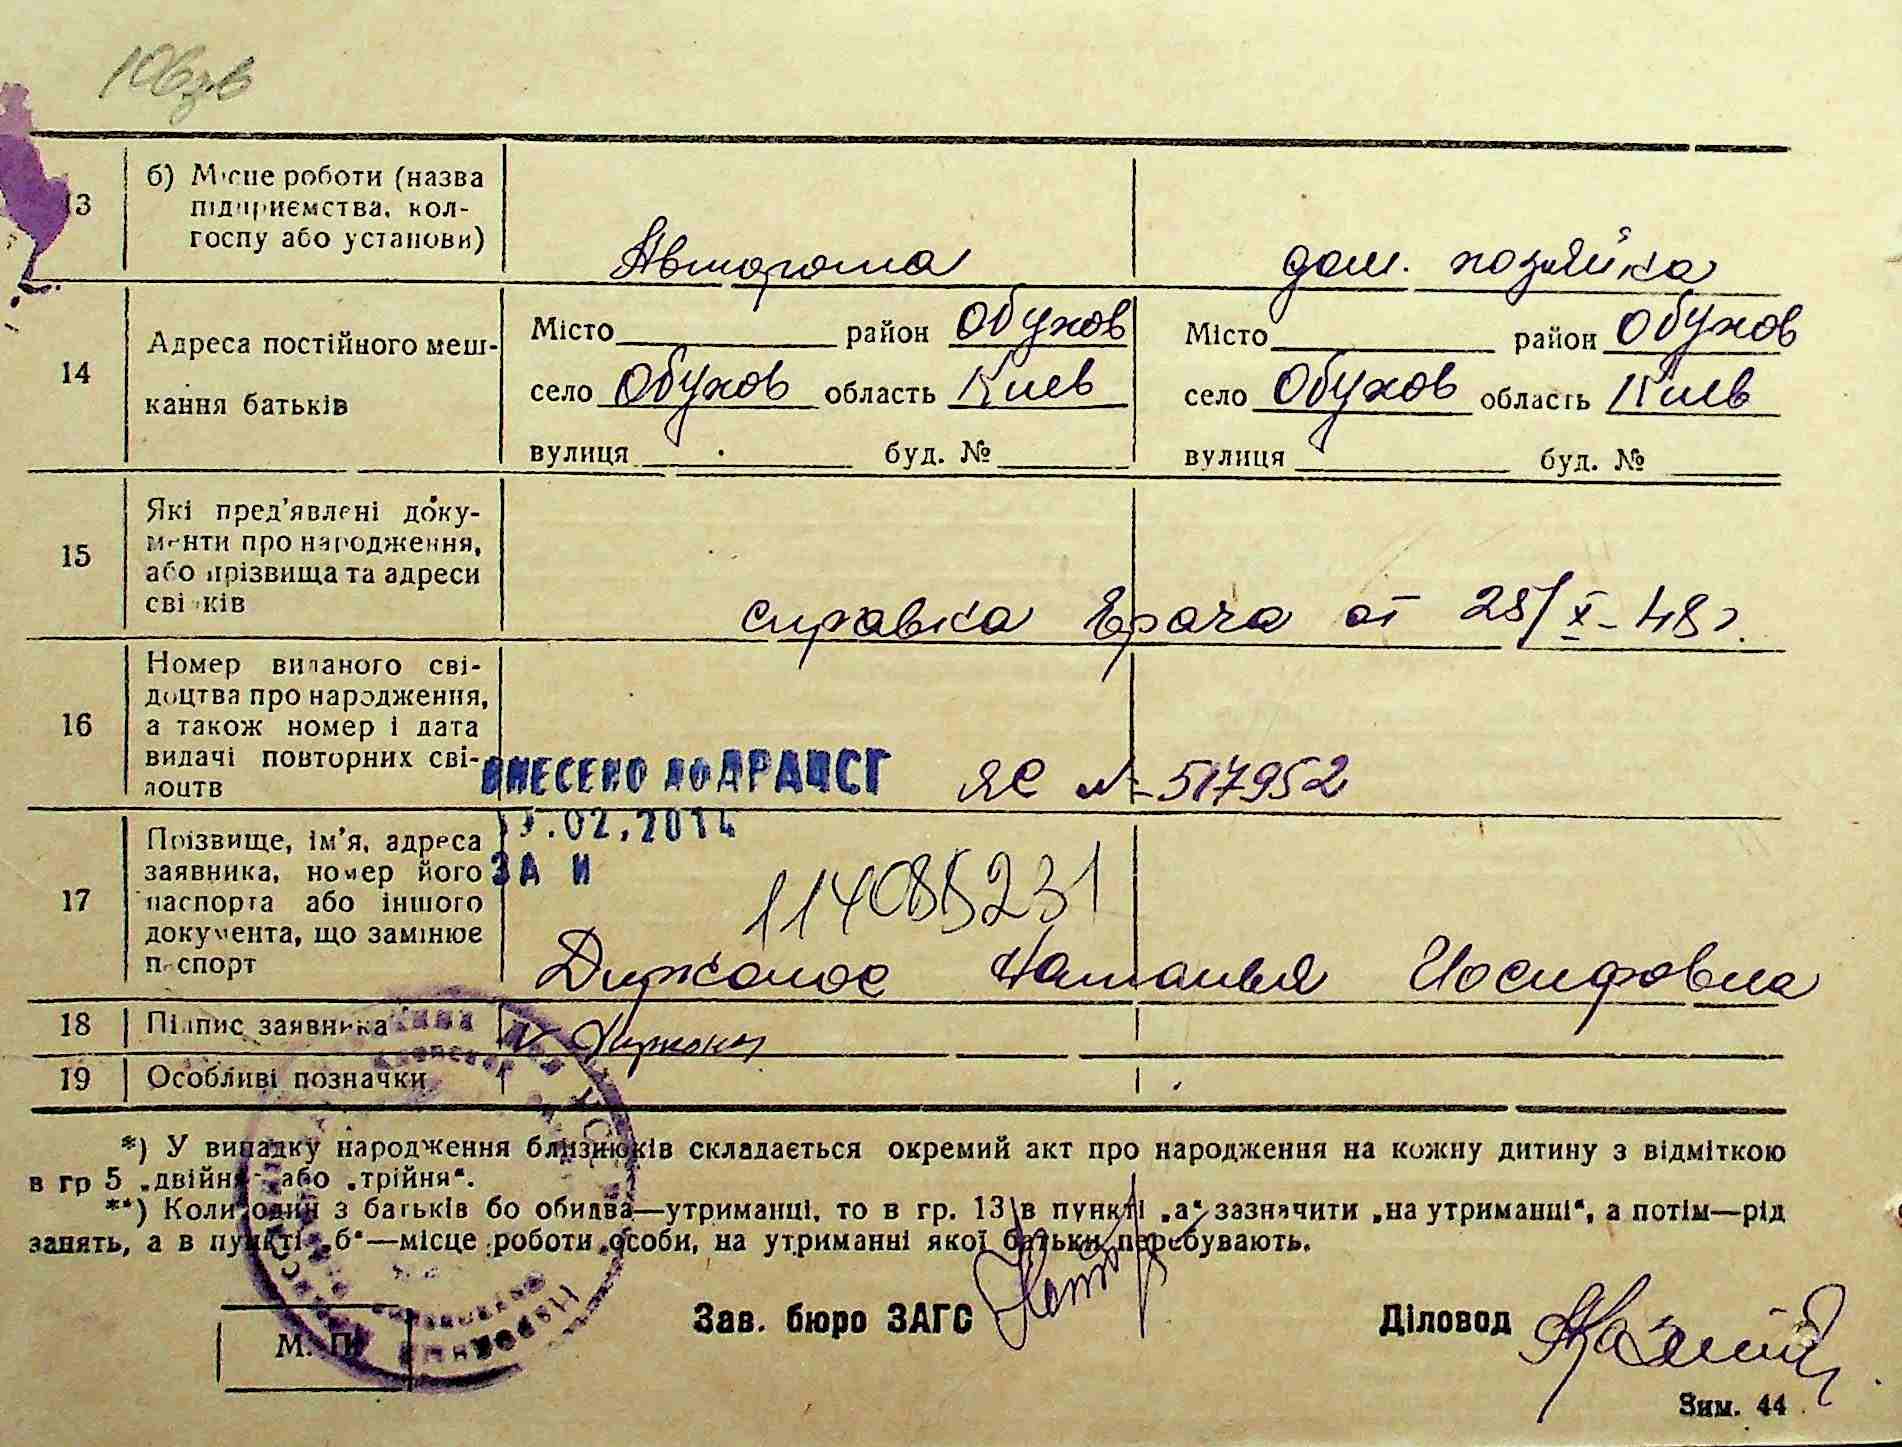 13 б) Місце роботи (назва
підприємства, кол-
госпу або установи)
Авторота дом. хозяйка
14 Адреса постійного меш-
кання батьків
Місто район Обухов Місто район Обухов
село Обухов область Киев село Обухов область Киев
вулиця буд. № вулиця буд. №
15 Які пред'явлені доку-
менти про народження,
або прізвища та адреси
свідків
справка врача от 25/X-48 г.
16 Номер виданого сві-
доцтва про народження,
а також номер і дата
видачі повторних сві-
доцтв
ВНЕСЕНО ДО ДРАЦСГ ЯС № 517952
.02.2014
ЗА №
114085231
17 Прізвище, ім'я, адреса
заявника, номер його
паспорта або іншого
документа, що замінює
паспорт
Дижонос Наталья Иосифовна
18 Підпис заявника
19 Особливі позначки
*) У випадку народження близнюків складається окремий акт про народження на кожну дитину з відміткою
в гр 5 „двійня“ або „трійня“.
**) Коли один з батьків бо обидва—утриманці, то в гр. 13 в пункті „а“ зазначити „на утриманні“, а потім—рід
занять, а в пункті „б“—місце роботи особи, на утриманні якої батьки перебувають.
Зав. бюро ЗАГС Діловод
М. П.
Зим. 44